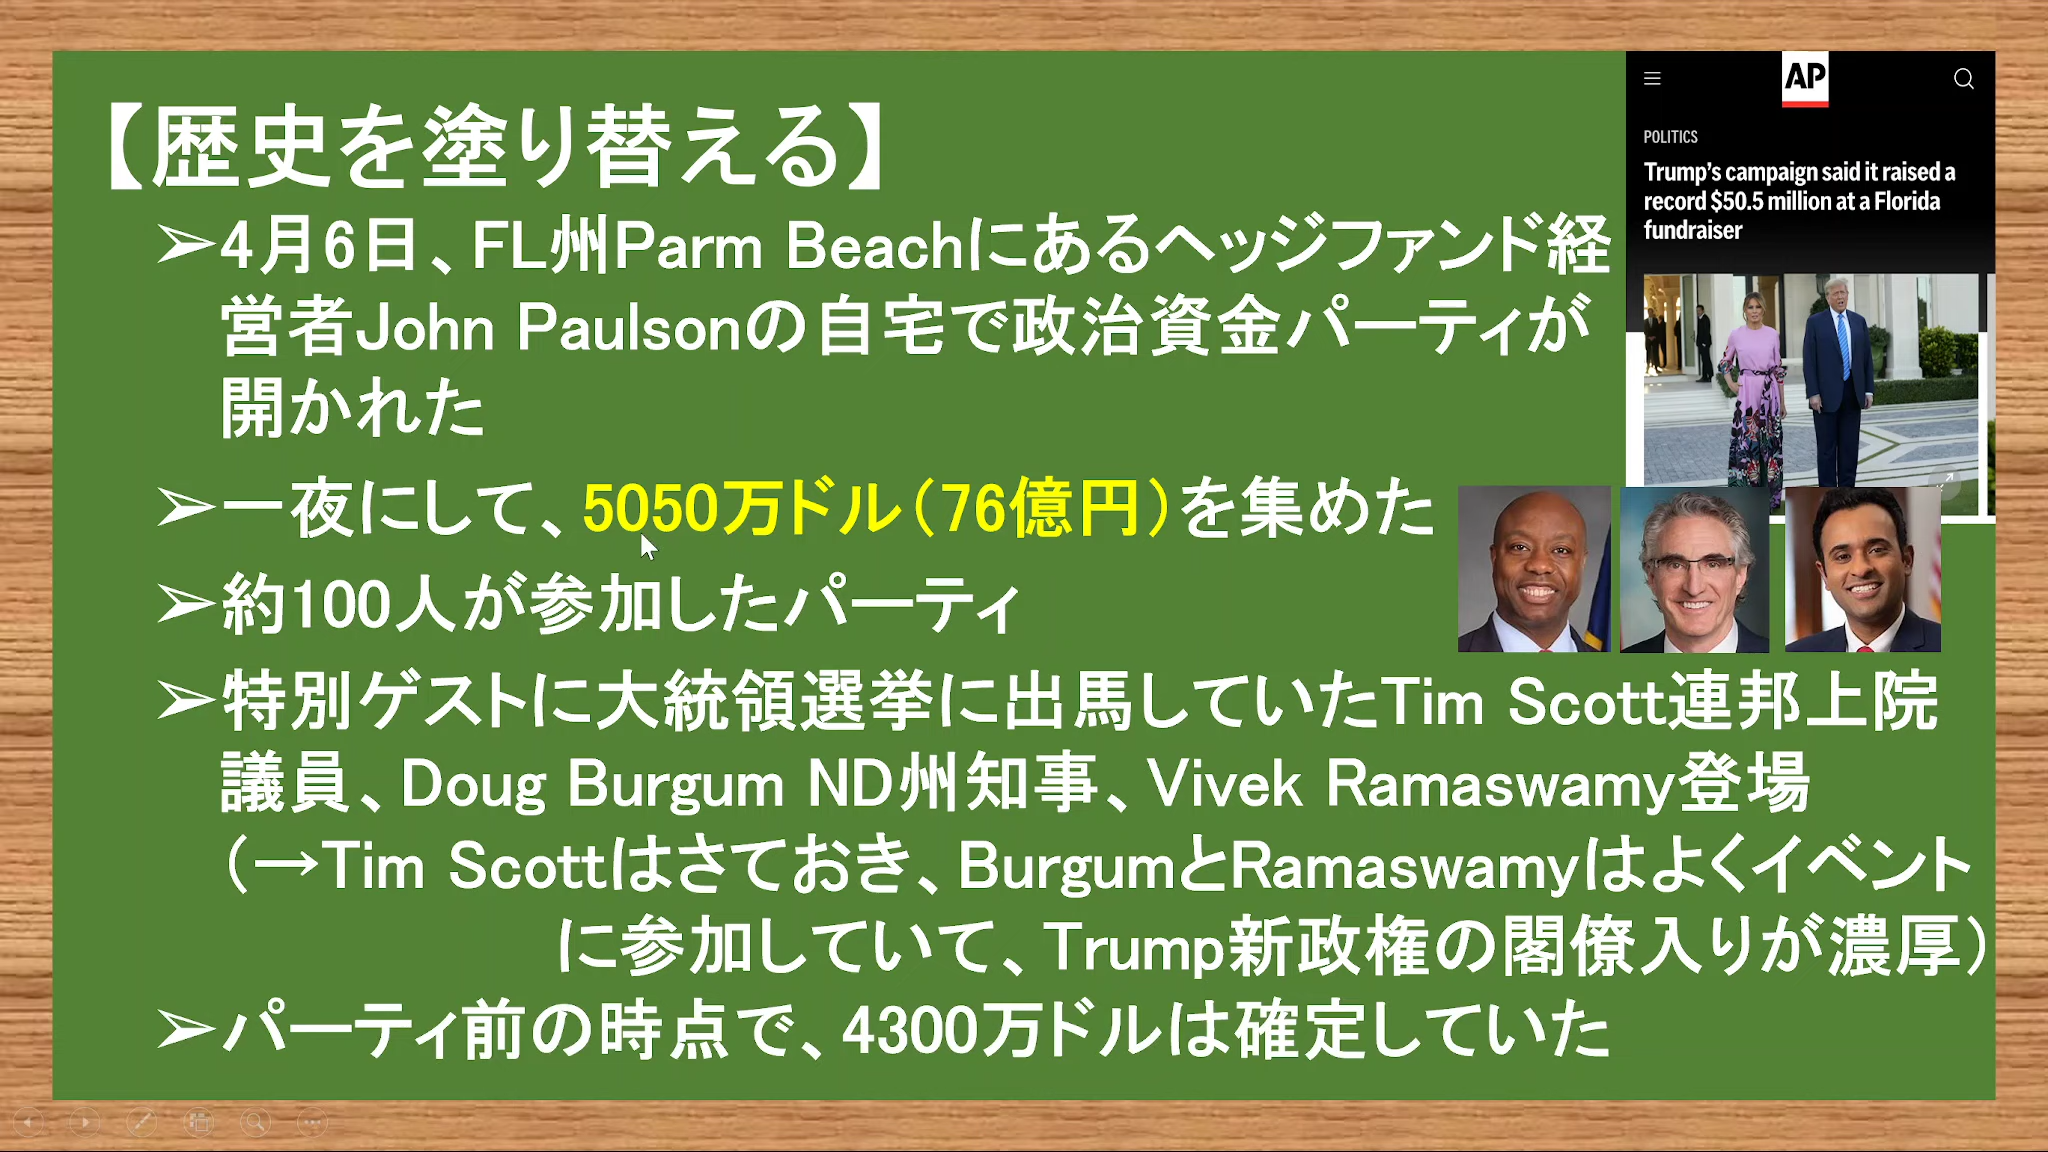 【歴史を塗り替える】
➢4月6日、FL州Parm Beachにあるヘッジファンド経
営者John Paulsonの自宅で政治資金パーティが
開かれた
➢一夜にして、5050万ドル（76億円）を集めた
➢約100人が参加したパーティ
➢特別ゲストに大統領選挙に出馬していたTim Scott連邦上院
議員、Doug Burgum ND州知事、Vivek Ramaswamy登場
（→Tim Scottはさておき、BurgumとRamaswamyはよくイベント
に参加していて、Trump新政権の閣僚入りが濃厚）
➢パーティ前の時点で、4300万ドルは確定していた
AP
POLITICS
Trump's campaign said it raised a
record $50.5 million at a Florida
fundraiser